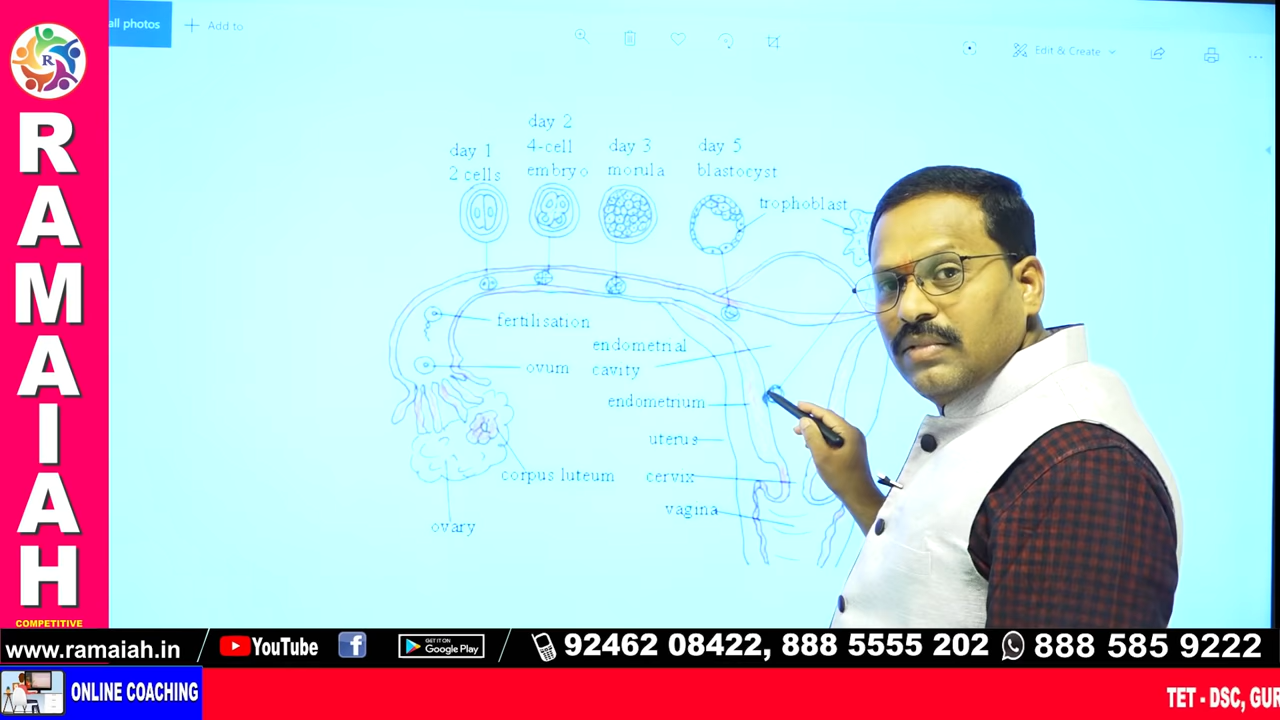 all photos
Add to
Edit & Create
R
RAMAIAH
COMPETITIVE
day 1
2 cells
day 2
4-cell
embryo
day 3
morula
day 5
blastocyst
trophoblast
fertilisation
ovum
endometrial
cavity
endometrium
uterus
corpus luteum
cervix
vagina
ovary
www.ramaiah.in
YouTube
f
GET IT ON
Google Play
92462 08422, 888 5555 202
888 585 9222
ONLINE COACHING
TET - DSC, GUR